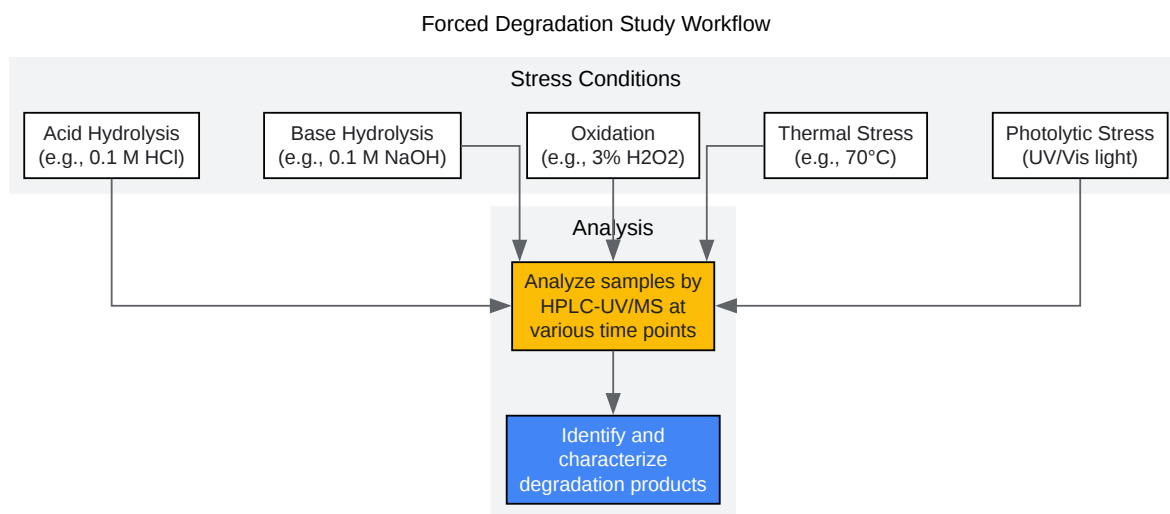 Forced Degradation Study Workflow
Stress Conditions
Acid Hydrolysis
(e.g., 0.1 M HCl)
Base Hydrolysis
(e.g., 0.1 M NaOH)
Oxidation
(e.g., 3% H2O2)
Thermal Stress
(e.g., 70°C)
Photolytic Stress
(UV/Vis light)
Analysis
Analyze samples by
HPLC-UV/MS at
various time points
Identify and
characterize
degradation products